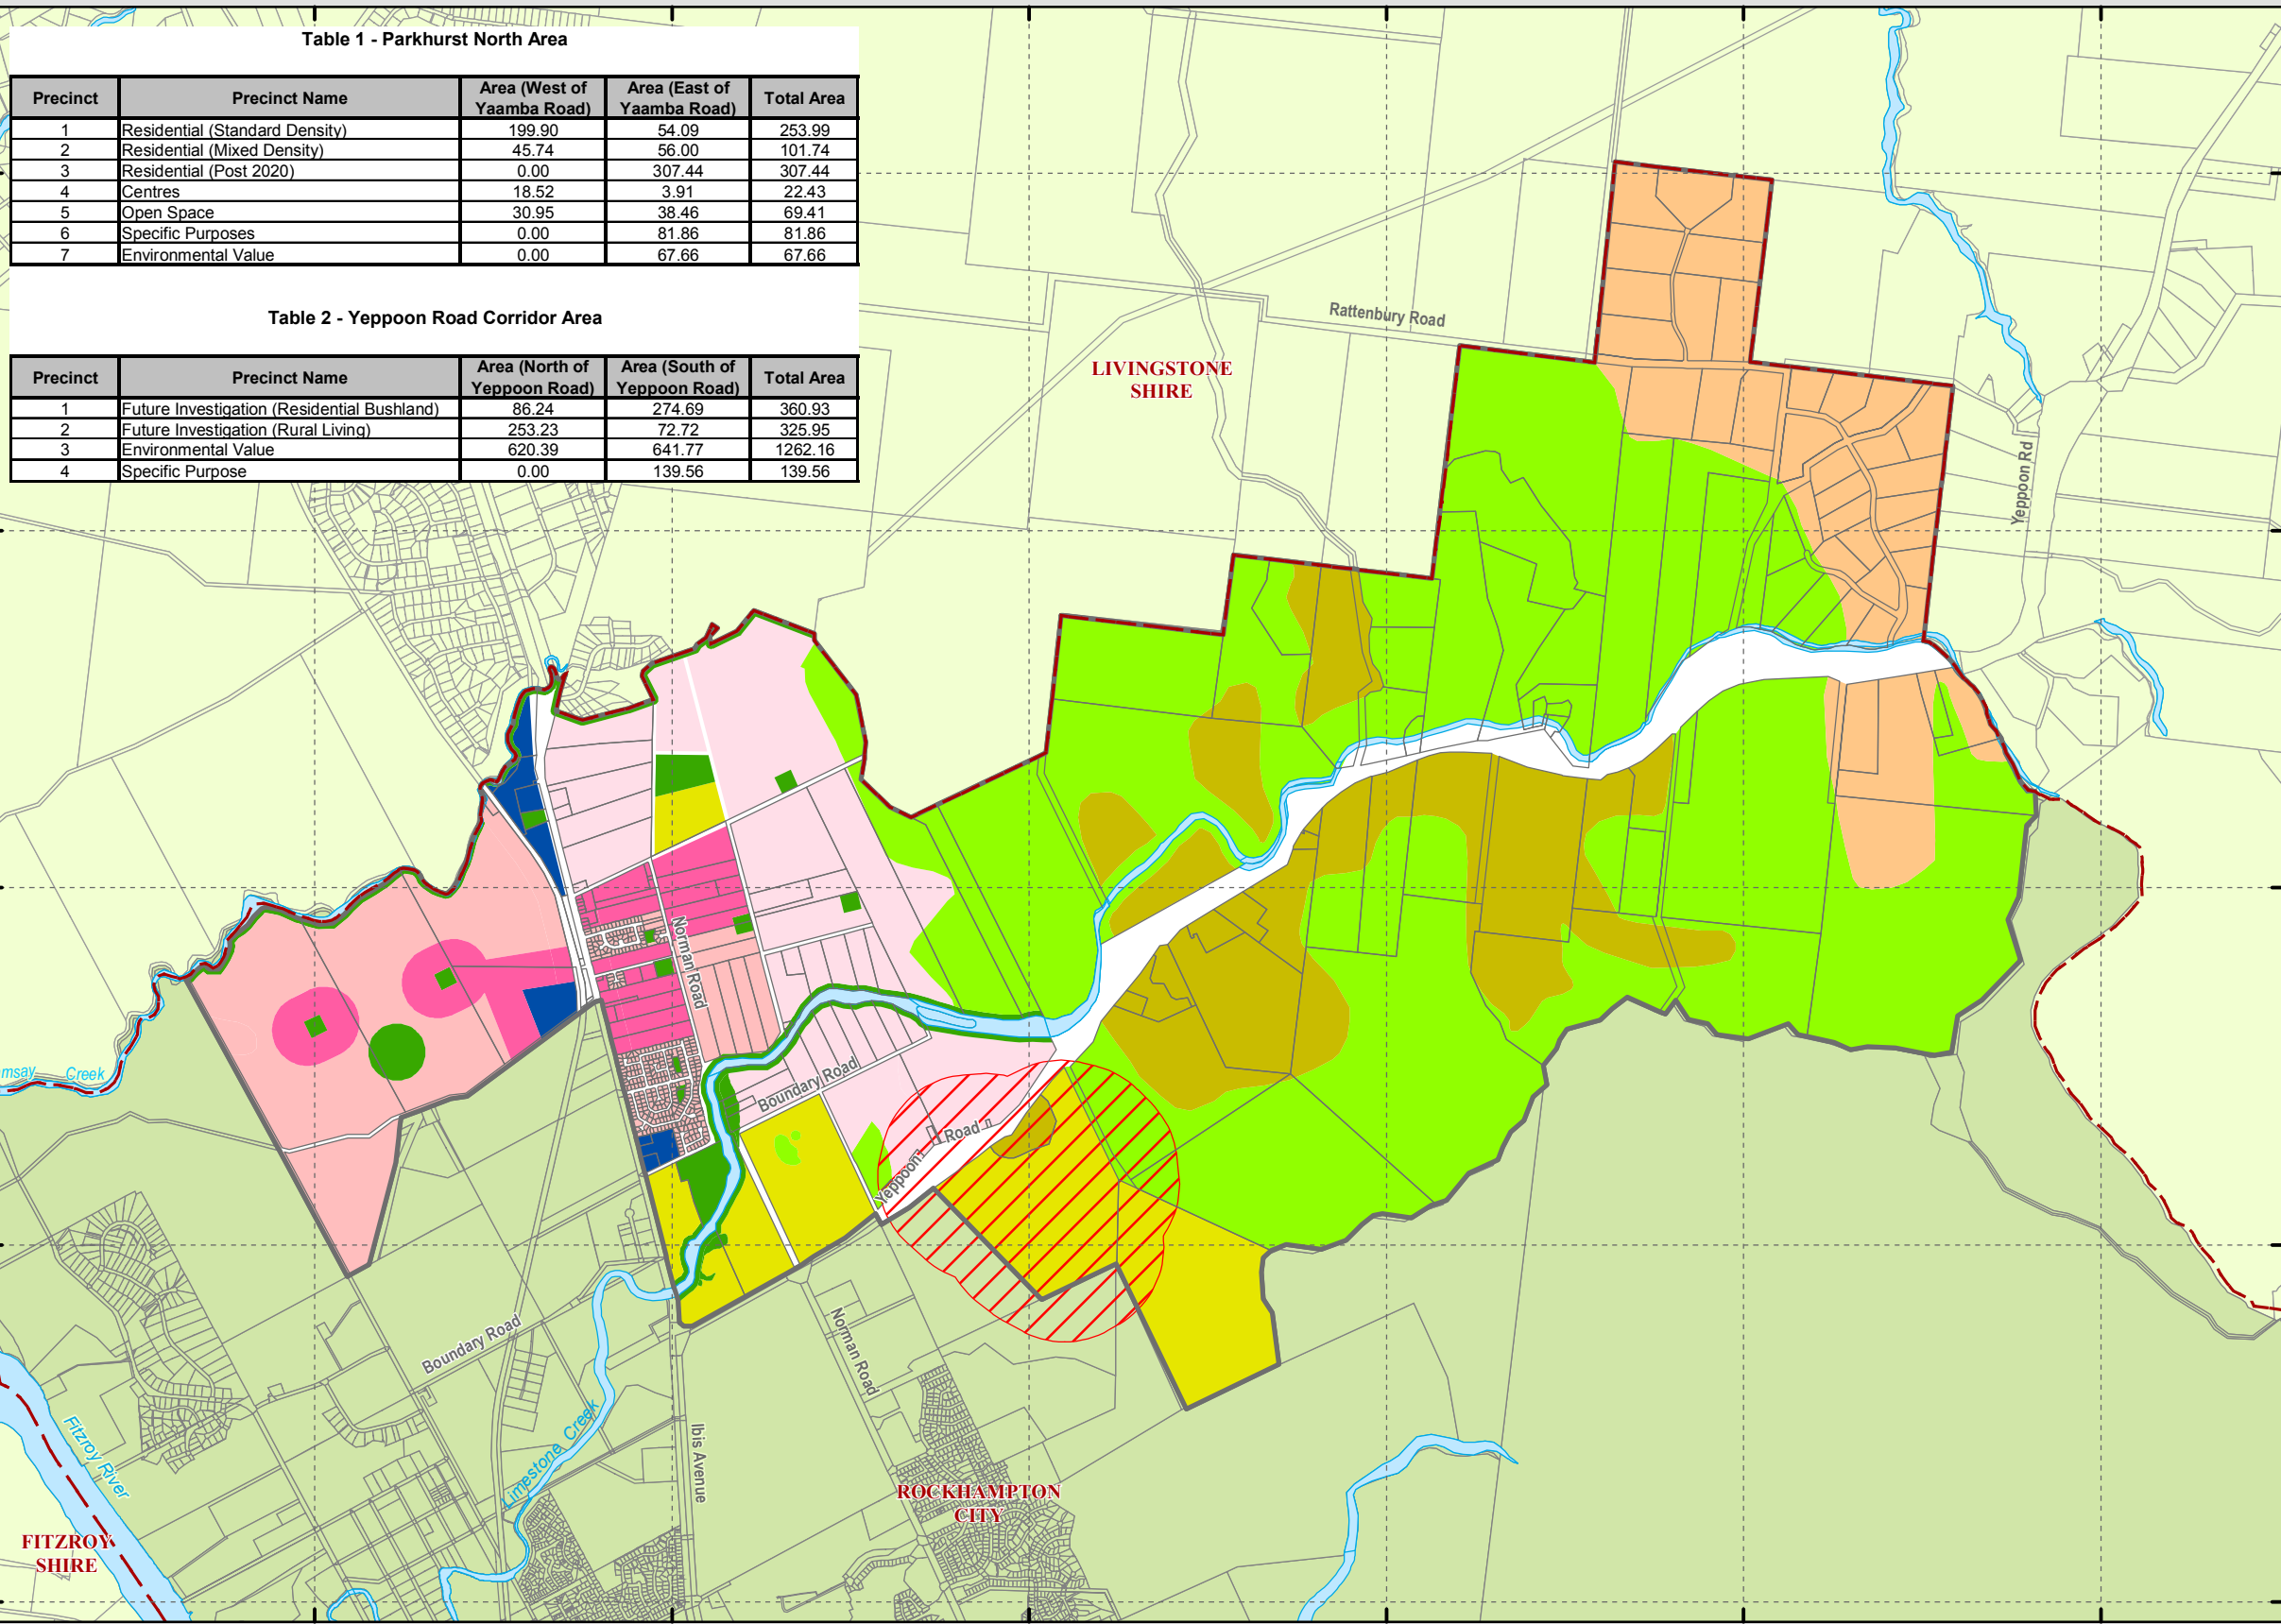 Table 1 - Parkhurst North Area
Precinct Precinct Name Area (West of Yaamba Road) Area (East of Yaamba Road) Total Area
1 Residential (Standard Density) 199.90 54.09 253.99
2 Residential (Mixed Density) 45.74 56.00 101.74
3 Residential (Post 2020) 0.00 307.44 307.44
4 Centres 18.52 3.91 22.43
5 Open Space 30.95 38.46 69.41
6 Specific Purposes 0.00 81.86 81.86
7 Environmental Value 0.00 67.66 67.66
Table 2 - Yeppoon Road Corridor Area
Precinct Precinct Name Area (North of Yeppoon Road) Area (South of Yeppoon Road) Total Area
1 Future Investigation (Residential Bushland) 86.24 274.69 360.93
2 Future Investigation (Rural Living) 253.23 72.72 325.95
3 Environmental Value 620.39 641.77 1262.16
4 Specific Purpose 0.00 139.56 139.56
Rattenbury Road
LIVINGSTONE
SHIRE
Yeppoon Rd
Norman Road
msay Creek
Boundary Road
Yeppoon Road
Boundary Road
Norman Road
Limestone Creek
Ibis Avenue
Fitzroy River
ROCKHAMPTON
CITY
FITZROY
SHIRE